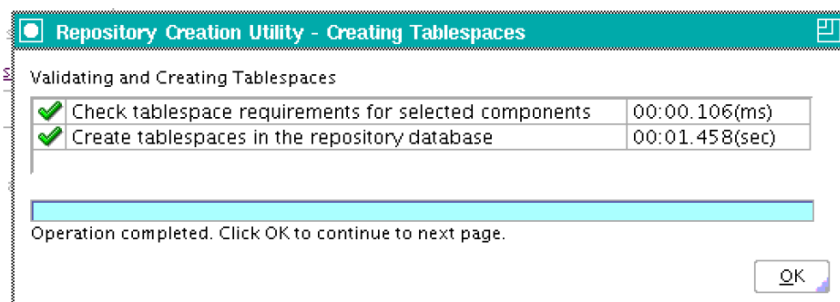 Repository Creation Utility - Creating Tablespaces
Validating and Creating Tablespaces
Check tablespace requirements for selected components 00:00.106(ms)
Create tablespaces in the repository database 00:01.458(sec)
Operation completed. Click OK to continue to next page.
OK